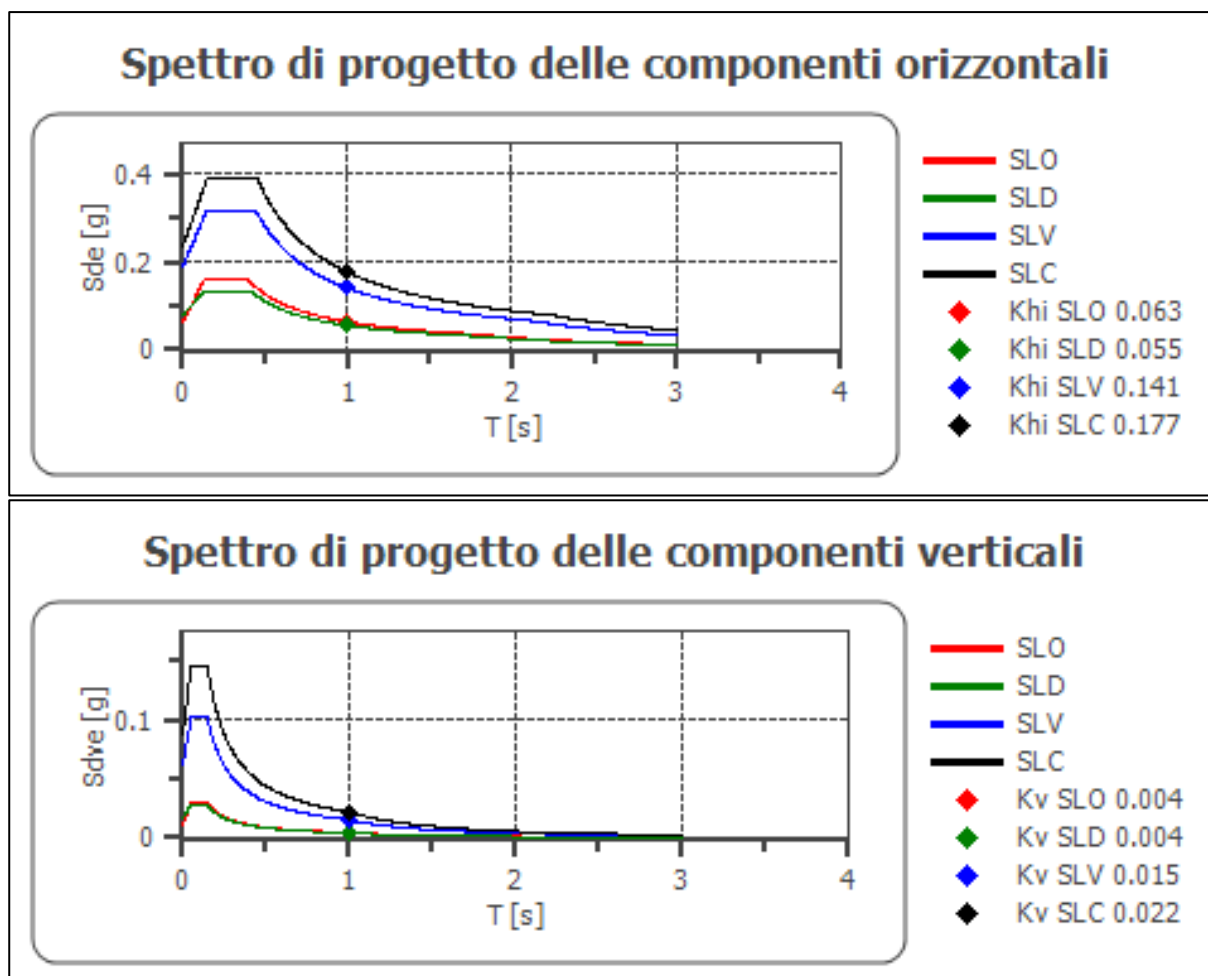 Spettro di progetto delle componenti orizzontali
0.4
0.2
0
Sde [g]
0 1 2 3 4
T [s]
SLO
SLD
SLV
SLC
Khi SLO 0.063
Khi SLD 0.055
Khi SLV 0.141
Khi SLC 0.177
Spettro di progetto delle componenti verticali
0.1
0
Sdve [g]
0 1 2 3 4
T [s]
SLO
SLD
SLV
SLC
Kv SLO 0.004
Kv SLD 0.004
Kv SLV 0.015
Kv SLC 0.022